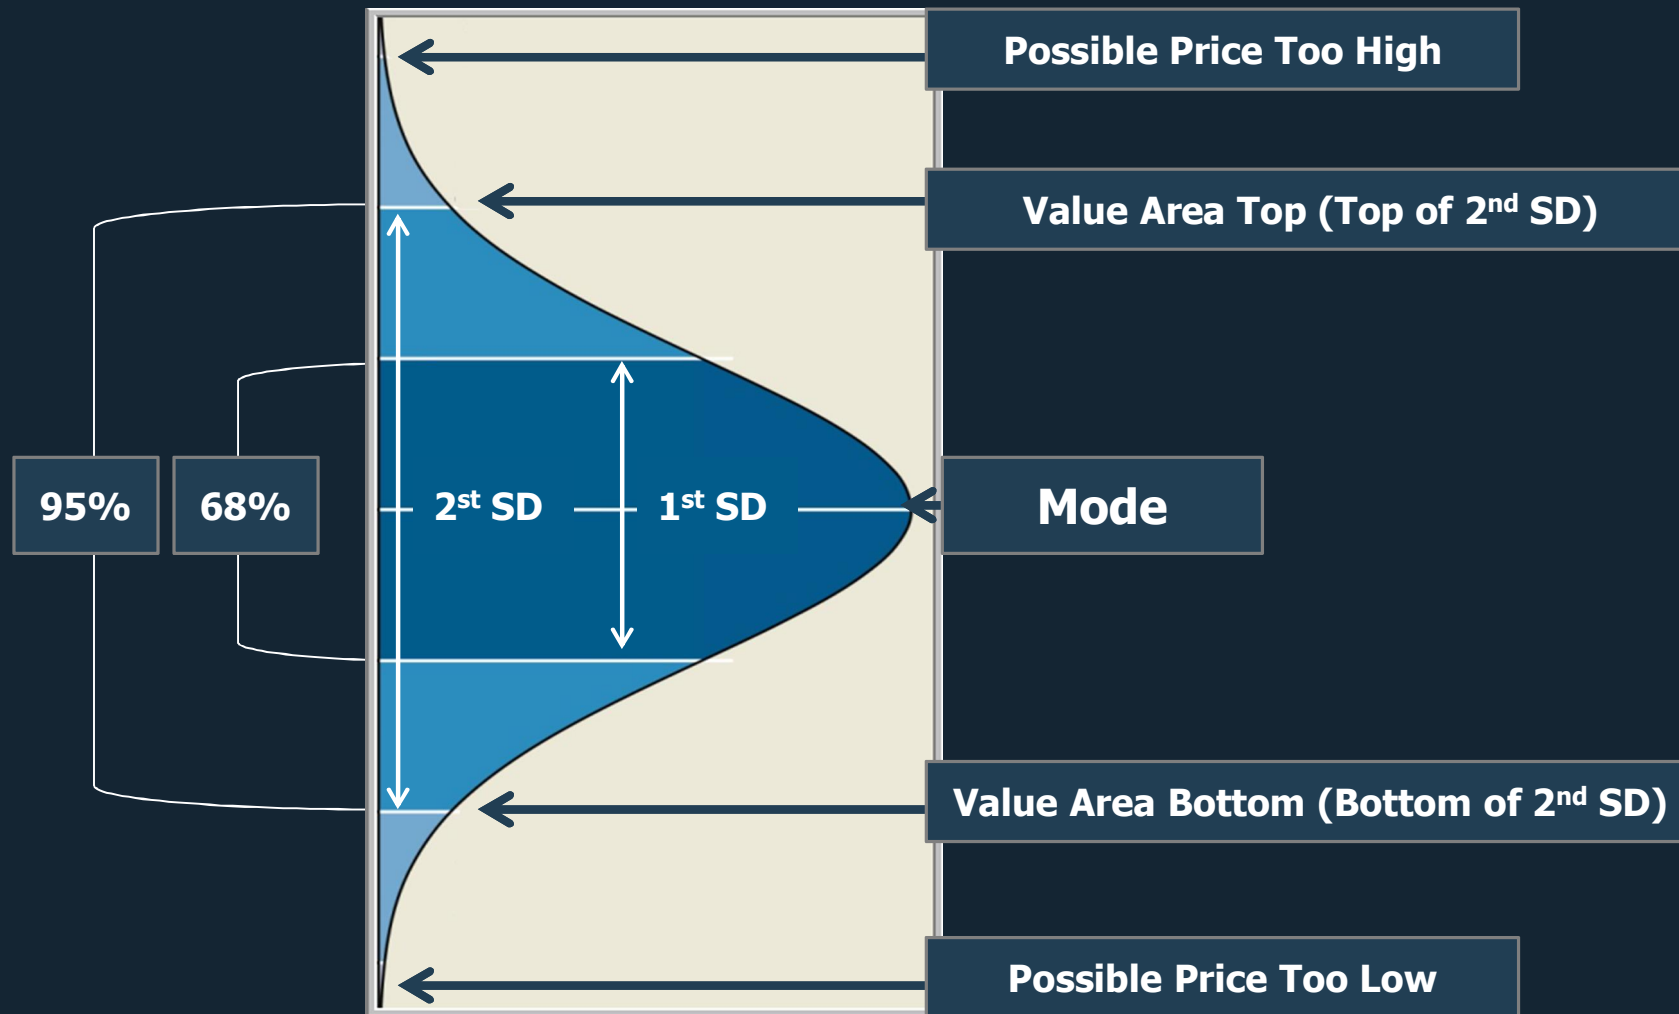 Possible Price Too High
Value Area Top (Top of 2nd SD)
95%
68%
2st SD
1st SD
Mode
Value Area Bottom (Bottom of 2nd SD)
Possible Price Too Low